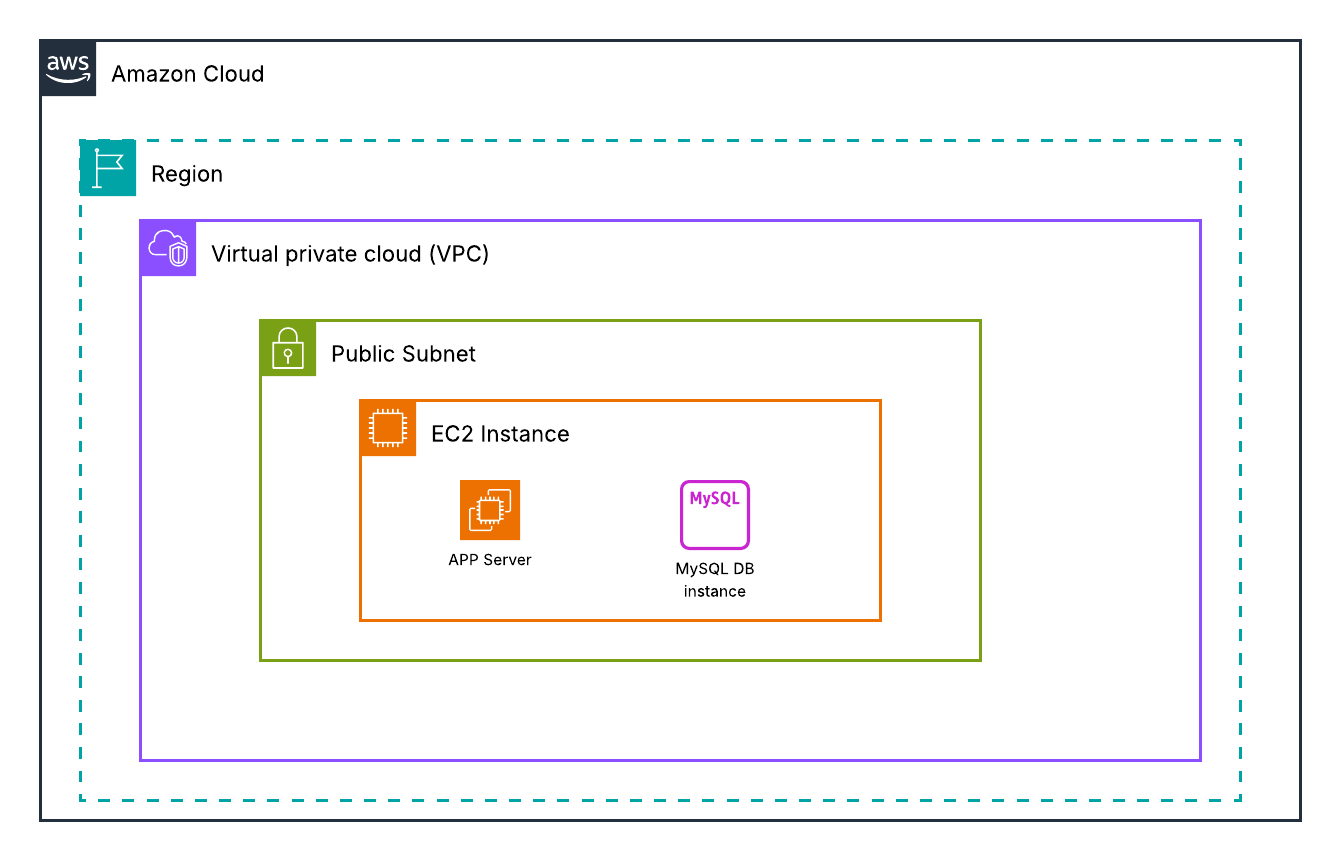 aws
Amazon Cloud
Region
Virtual private cloud (VPC)
Public Subnet
EC2 Instance
APP Server
MySQL
MySQL DB
instance